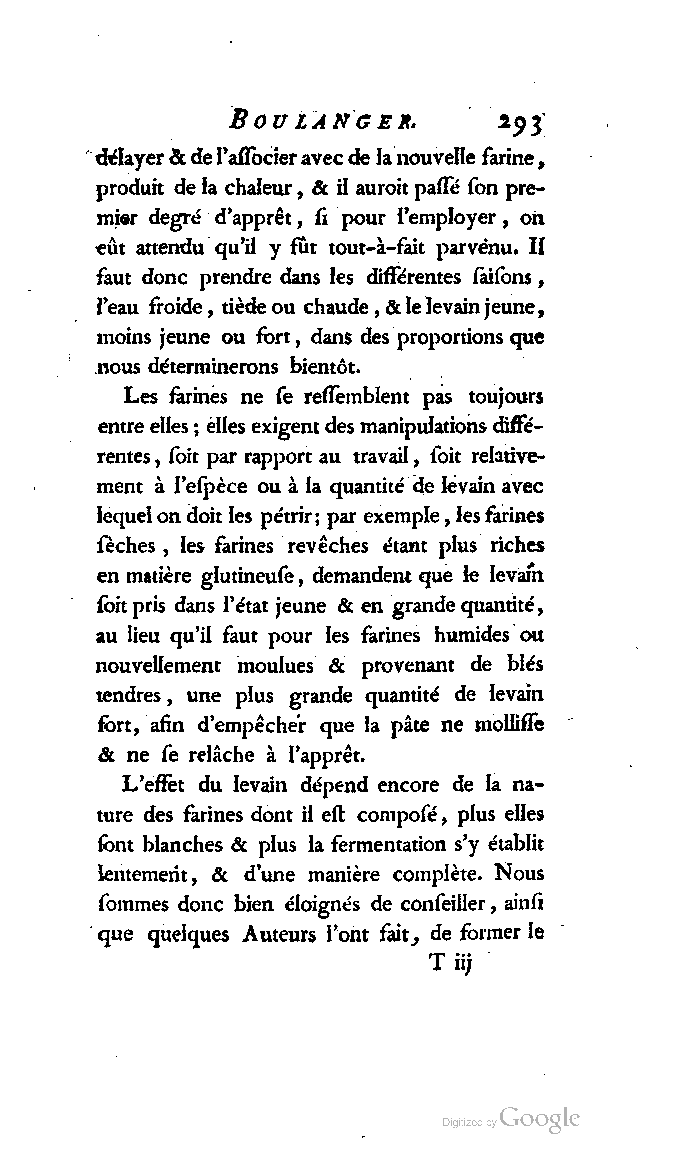 BOULANGER. 293
délayer & de l'aſſocier avec de la nouvelle farine,
produit de la chaleur, & il auroit paſſé ſon pre-
mier degré d'apprêt, ſi pour l'employer, on
eût attendu qu'il y fût tout-à-fait parvenu. Il
faut donc prendre dans les différentes ſaiſons,
l'eau froide, tiède ou chaude, & le levain jeune,
moins jeune ou fort, dans des proportions que
nous déterminerons bientôt.
Les farines ne ſe reſſemblent pas toujours
entre elles; elles exigent des manipulations diffé-
rentes, ſoit par rapport au travail, ſoit relative-
ment à l'eſpèce ou à la quantité de levain avec
lequel on doit les pétrir; par exemple, les farines
ſèches, les farines revêches étant plus riches
en matière glutineuſe, demandent que le levain
ſoit pris dans l'état jeune & en grande quantité,
au lieu qu'il faut pour les farines humides ou
nouvellement moulues & provenant de blés
tendres, une plus grande quantité de levain
fort, afin d'empêcher que la pâte ne molliſſe
& ne ſe relâche à l'apprêt.
L'effet du levain dépend encore de la na-
ture des farines dont il eſt compoſé, plus elles
ſont blanches & plus la fermentation s'y établit
lentement, & d'une manière complète. Nous
ſommes donc bien éloignés de conſeiller, ainſi
que quelques Auteurs l'ont fait, de former le
T iij
Digitized by Google